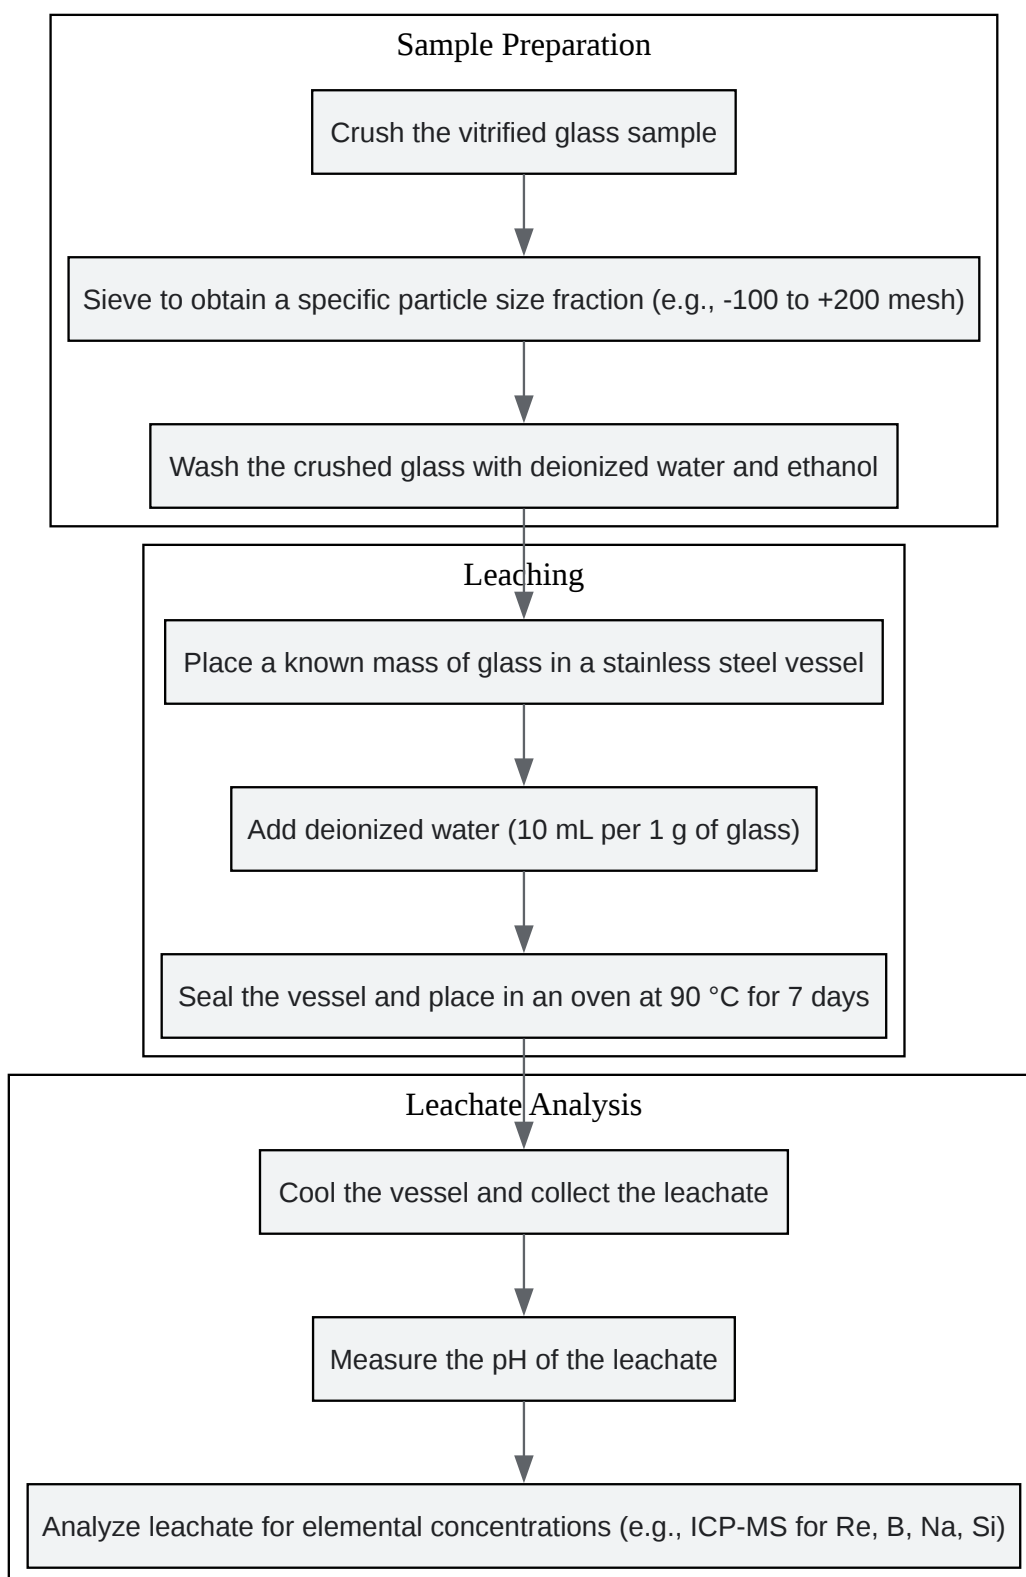 Sample Preparation
Crush the vitrified glass sample
Sieve to obtain a specific particle size fraction (e.g., -100 to +200 mesh)
Wash the crushed glass with deionized water and ethanol
Leaching
Place a known mass of glass in a stainless steel vessel
Add deionized water (10 mL per 1 g of glass)
Seal the vessel and place in an oven at 90 °C for 7 days
Leachate Analysis
Cool the vessel and collect the leachate
Measure the pH of the leachate
Analyze leachate for elemental concentrations (e.g., ICP-MS for Re, B, Na, Si)